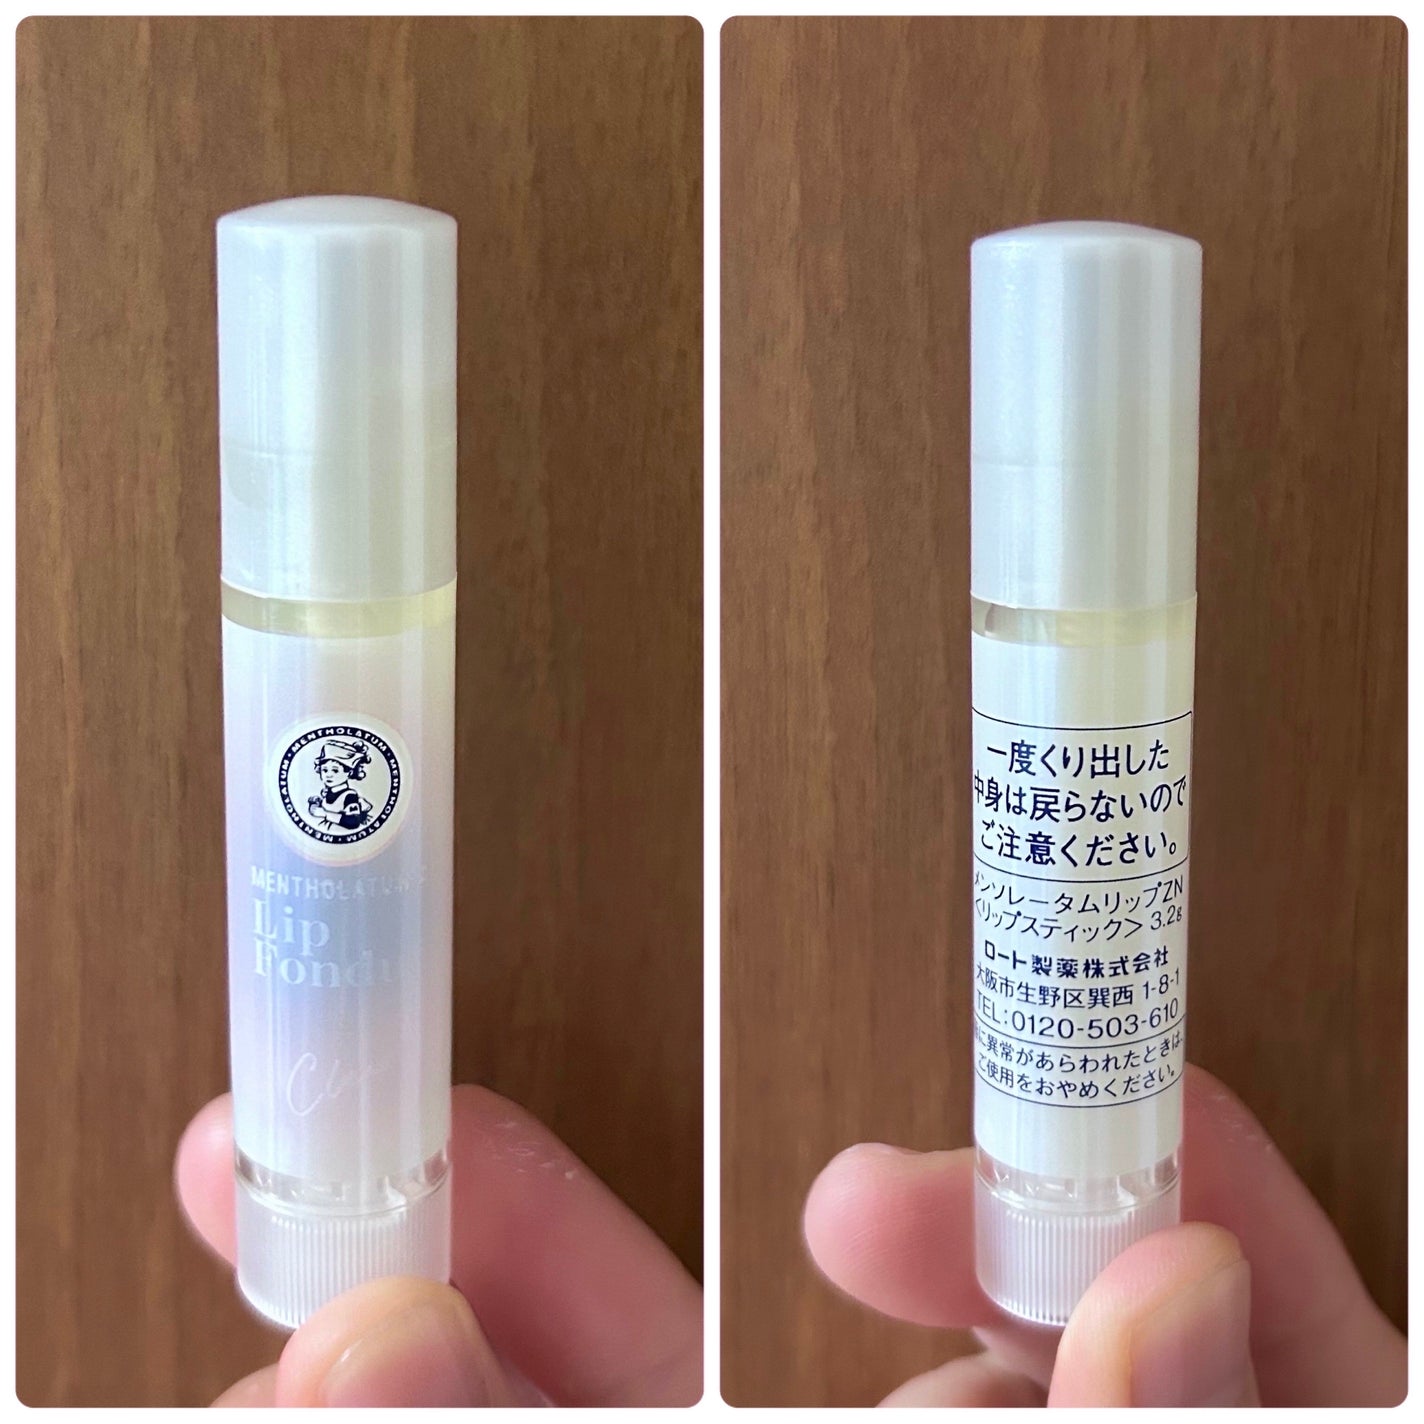 MENTHOLATUM · MENTHOLATUM · MENTHOLATUM
MENTHOLATUM
Lip
Fondu
一度くり出した
中身は戻らないので
ご注意ください。
メンソレータムリップZN
〈リップスティック〉3.2g
ロート製薬株式会社
大阪市生野区巽西 1-8-1
TEL:0120-503-610
に異常があらわれたときは、
ご使用をおやめください。